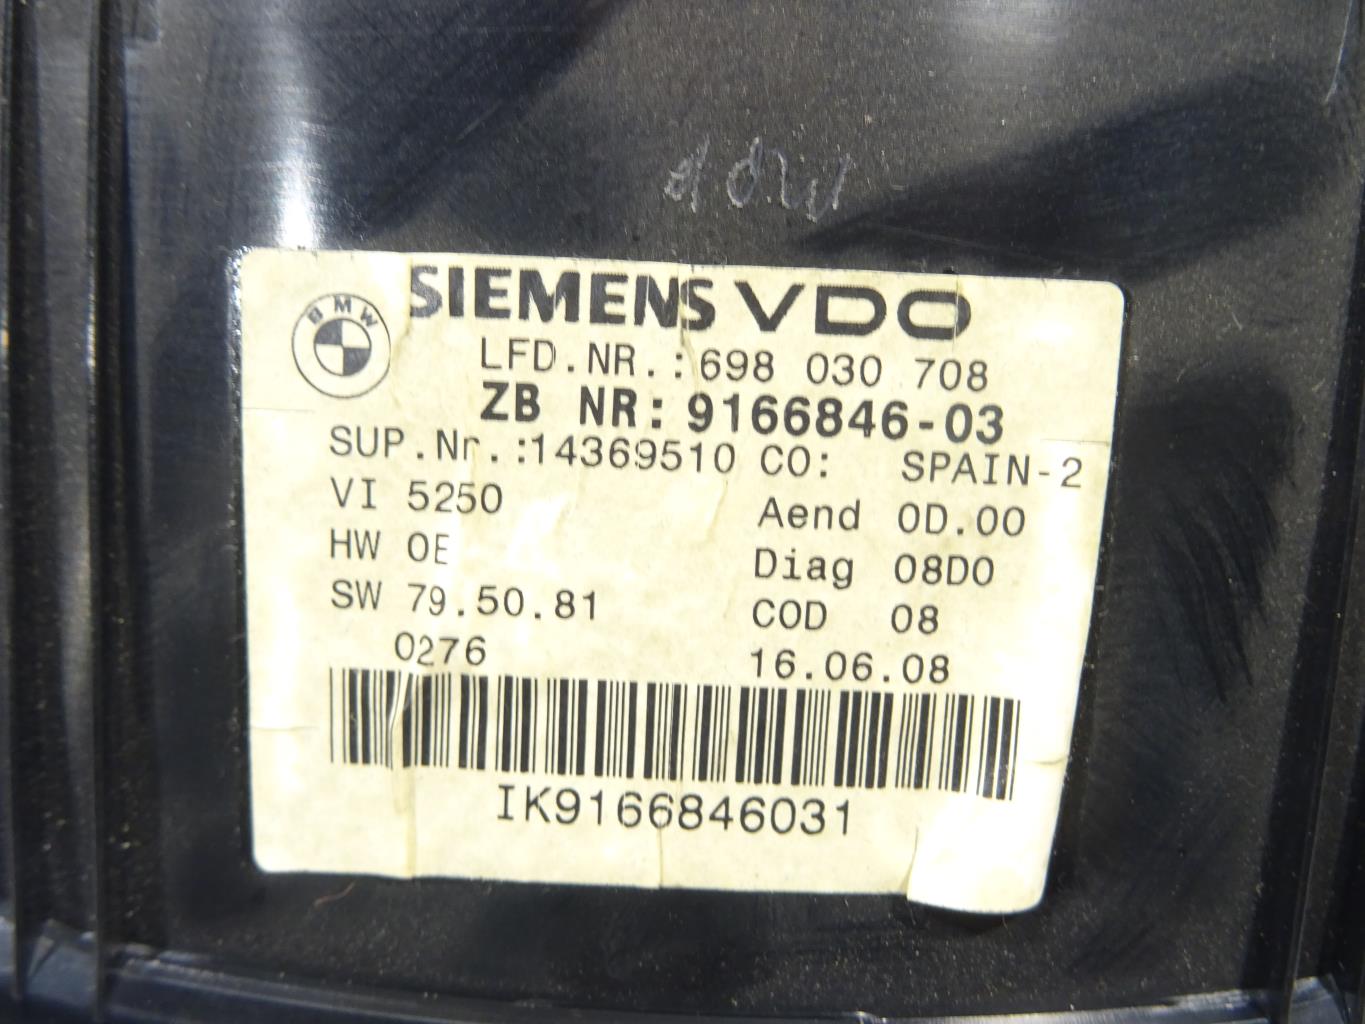 BMW
SIEMENS VDO
LFD.NR.:698 030 708
ZB NR:9166846-03
SUP.Nr.:14369510 CO: SPAIN-2
VI 5250 Aend 0D.00
HW 0E Diag 08D0
SW 79.50.81 COD 08
0276 16.06.08
IK9166846031